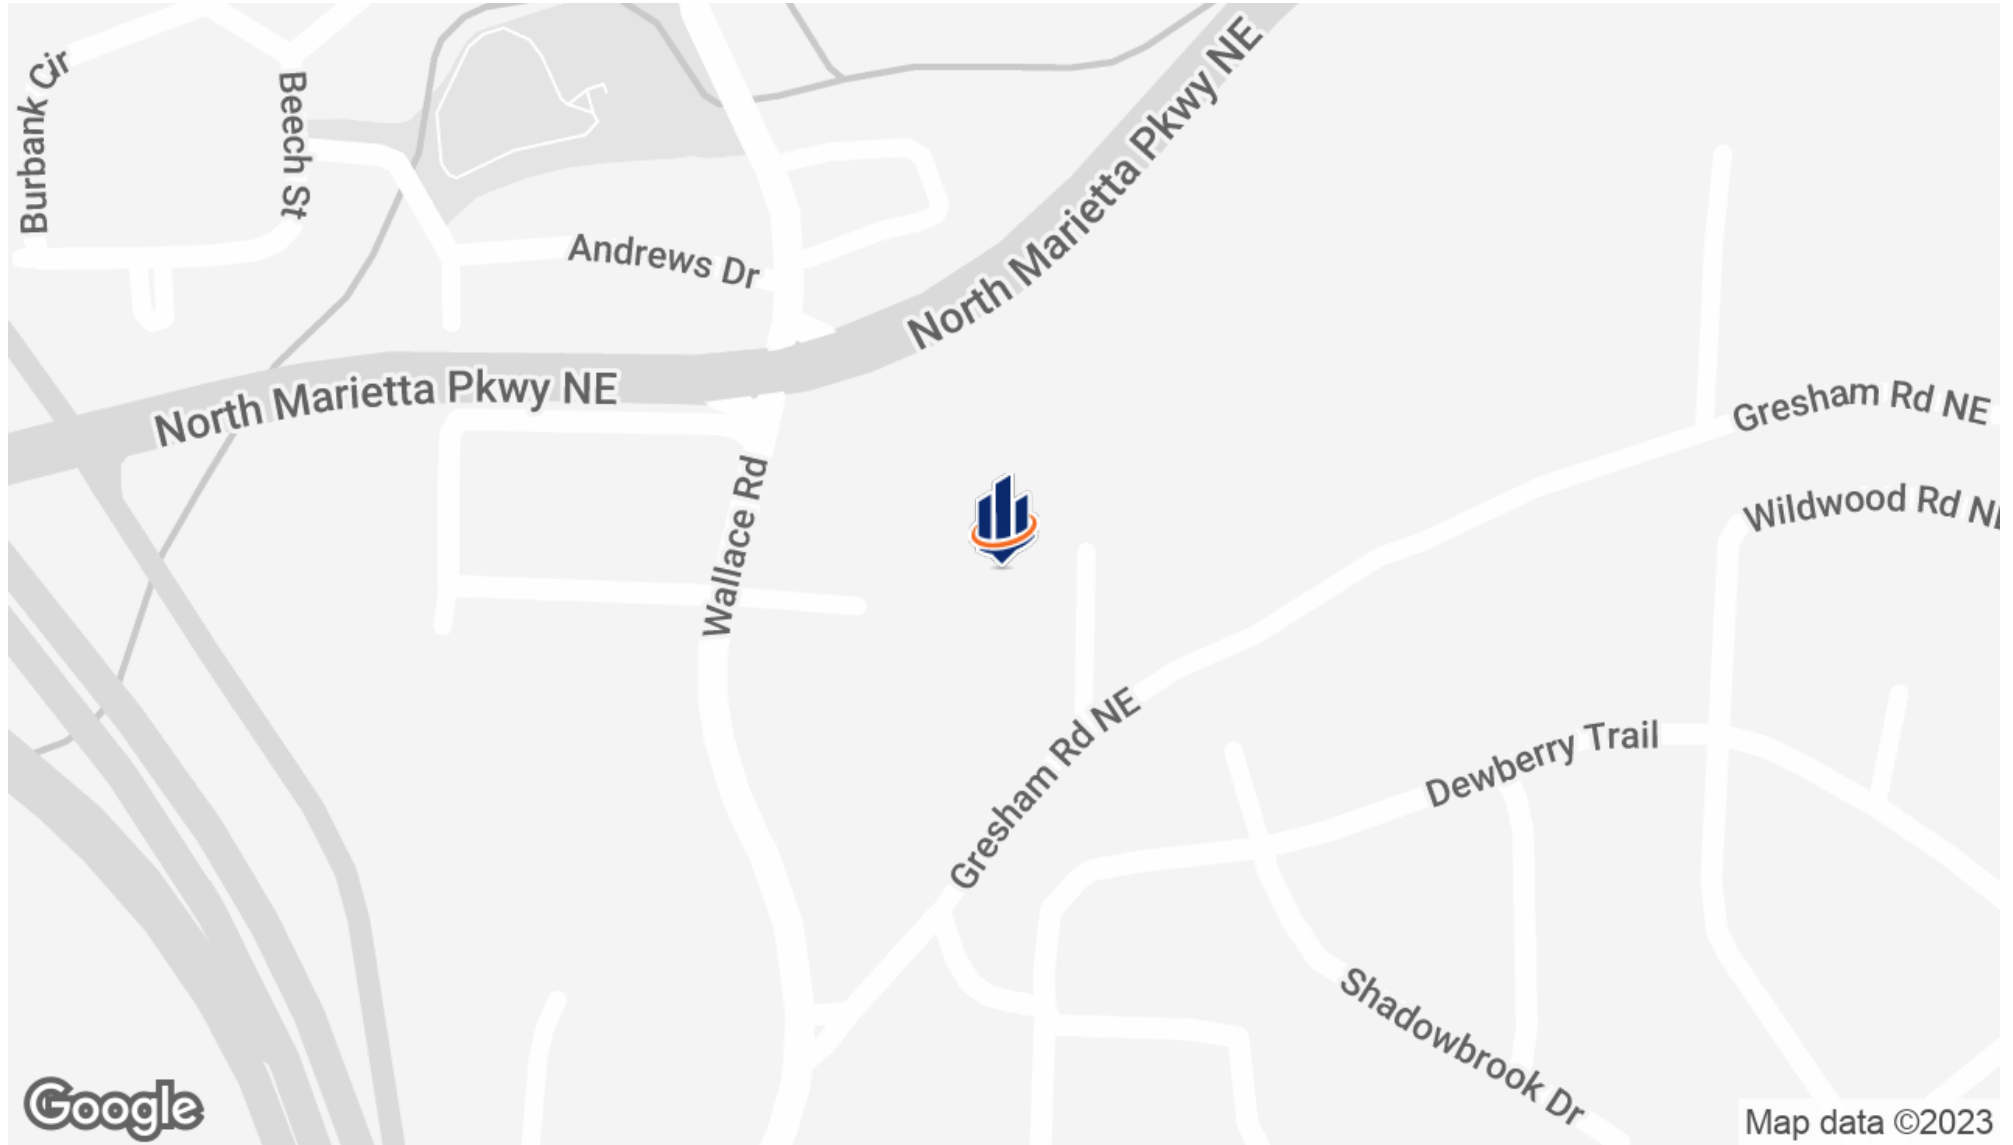 Burbank Cir
Beech St
North Marietta Pkwy NE
Andrews Dr
North Marietta Pkwy NE
Gresham Rd NE
Wildwood Rd NE
Wallace Rd
Gresham Rd NE
Dewberry Trail
Shadowbrook Dr
Google
Map data ©2023